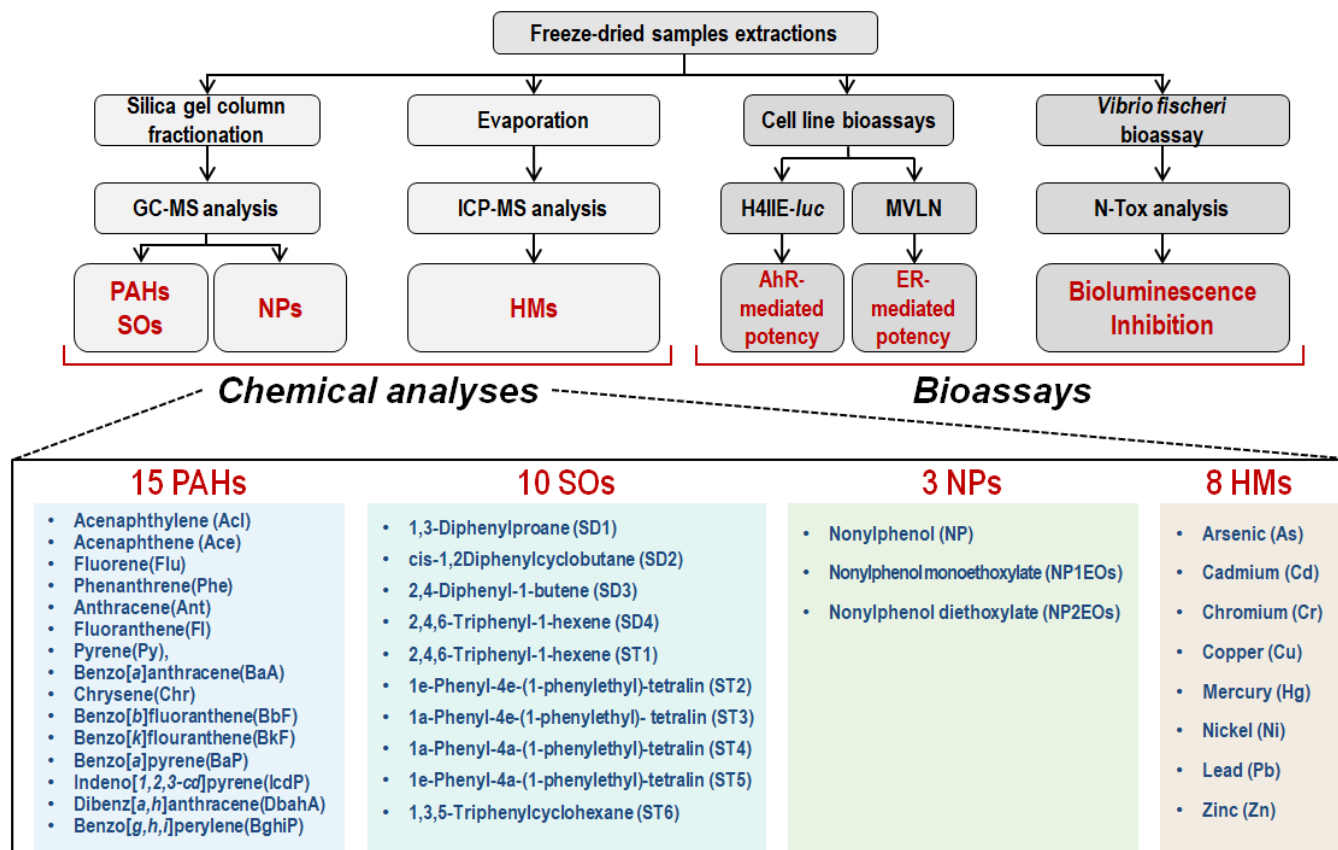 Freeze-dried samples extractions
Silica gel column
fractionation
Evaporation
Cell line bioassays
Vibrio fischeri
bioassay
GC-MS analysis
ICP-MS analysis
H4IIE-luc
MVLN
N-Tox analysis
PAHs
SOs
NPs
HMs
AhR-
mediated
potency
ER-
mediated
potency
Bioluminescence
Inhibition
Chemical analyses
Bioassays
15 PAHs
• Acenaphthylene (Acl)
• Acenaphthene (Ace)
• Fluorene(Flu)
• Phenanthrene(Phe)
• Anthracene(Ant)
• Fluoranthene(Fl)
• Pyrene(Py),
• Benzo[a]anthracene(BaA)
• Chrysene(Chr)
• Benzo[b]fluoranthene(BbF)
• Benzo[k]flouranthene(BkF)
• Benzo[a]pyrene(BaP)
• Indeno[1,2,3-cd]pyrene(IcdP)
• Dibenz[a,h]anthracene(DbahA)
• Benzo[g,h,i]perylene(BghiP)
10 SOs
• 1,3-Diphenylproane (SD1)
• cis-1,2Diphenylcyclobutane (SD2)
• 2,4-Diphenyl-1-butene (SD3)
• 2,4,6-Triphenyl-1-hexene (SD4)
• 2,4,6-Triphenyl-1-hexene (ST1)
• 1e-Phenyl-4e-(1-phenylethyl)-tetralin (ST2)
• 1a-Phenyl-4e-(1-phenylethyl)- tetralin (ST3)
• 1a-Phenyl-4a-(1-phenylethyl)-tetralin (ST4)
• 1e-Phenyl-4a-(1-phenylethyl)-tetralin (ST5)
• 1,3,5-Triphenylcyclohexane (ST6)
3 NPs
• Nonylphenol (NP)
• Nonylphenol monoethoxylate (NP1EOs)
• Nonylphenol diethoxylate (NP2EOs)
8 HMs
• Arsenic (As)
• Cadmium (Cd)
• Chromium (Cr)
• Copper (Cu)
• Mercury (Hg)
• Nickel (Ni)
• Lead (Pb)
• Zinc (Zn)